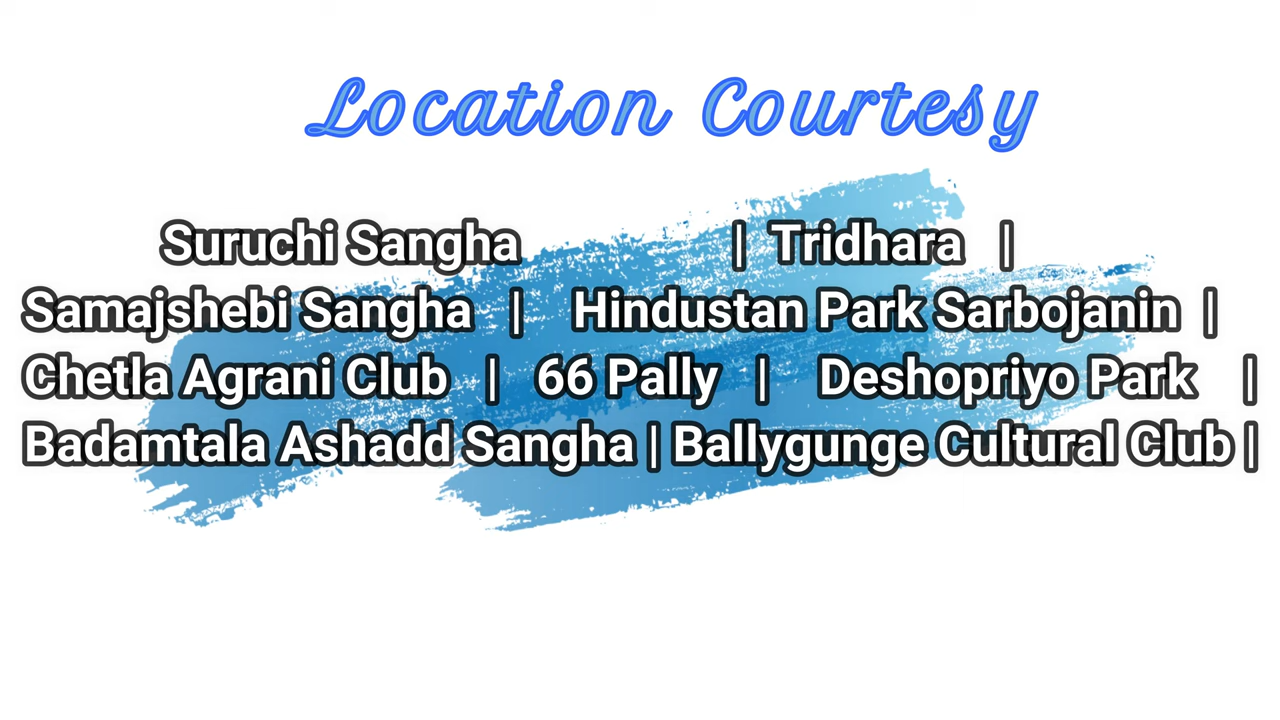 Location Courtesy
Suruchi Sangha | Tridhara |
Samajshebi Sangha | Hindustan Park Sarbojanin |
Chetla Agrani Club | 66 Pally | Deshopriyo Park |
Badamtala Ashadd Sangha | Ballygunge Cultural Club |